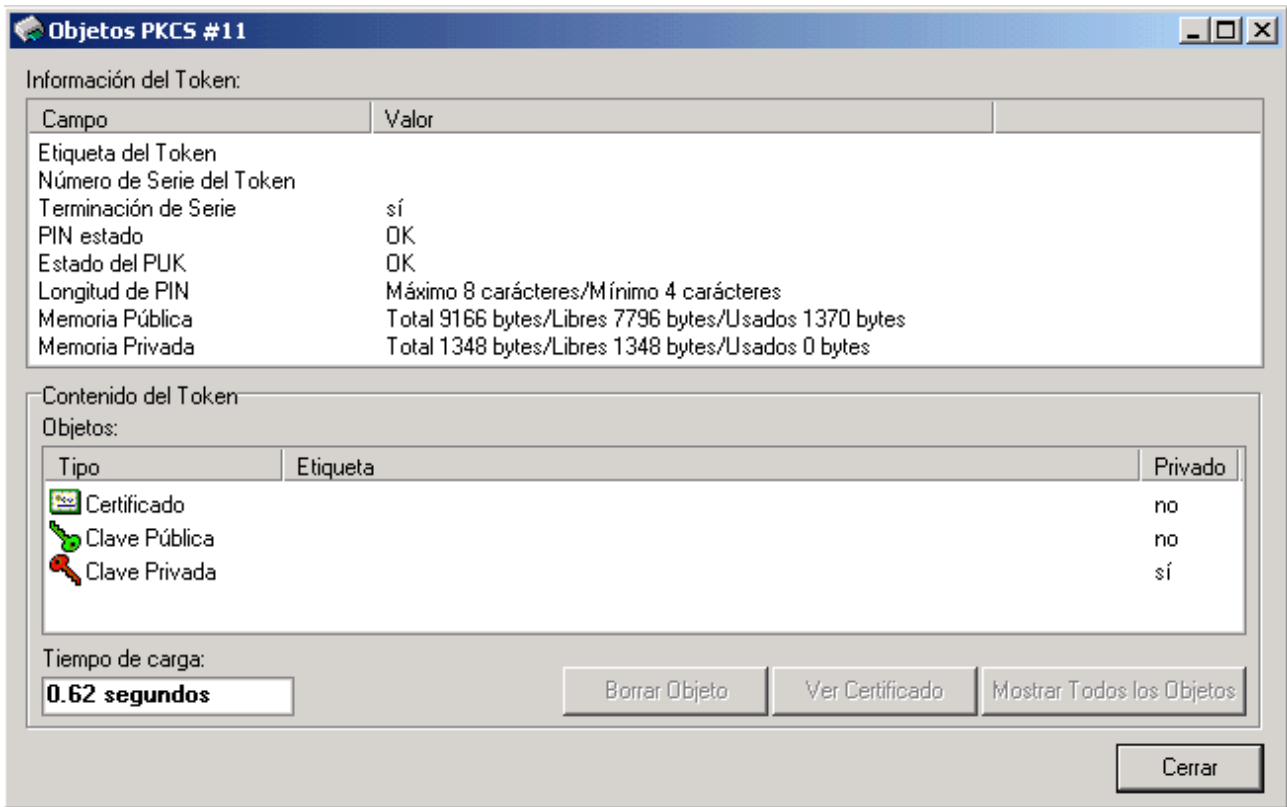 Objetos PKCS #11
Información del Token:
Campo Valor
Etiqueta del Token
Número de Serie del Token
Terminación de Serie sí
PIN estado OK
Estado del PUK OK
Longitud de PIN Máximo 8 carácteres/Mínimo 4 carácteres
Memoria Pública Total 9166 bytes/Libres 7796 bytes/Usados 1370 bytes
Memoria Privada Total 1348 bytes/Libres 1348 bytes/Usados 0 bytes
Contenido del Token
Objetos:
Tipo Etiqueta Privado
Certificado no
Clave Pública no
Clave Privada sí
Tiempo de carga:
0.62 segundos Borrar Objeto Ver Certificado Mostrar Todos los Objetos
Cerrar